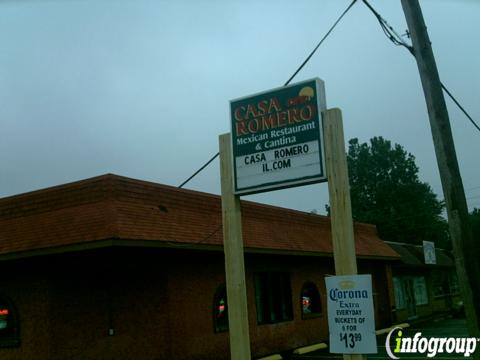 CASA
ROMERO
Mexican Restaurant
& Cantina
CASA ROMERO
IL.COM
Corona
Extra
EVERYDAY
BUCKETS OF
6 FOR
$13.99
infogroup